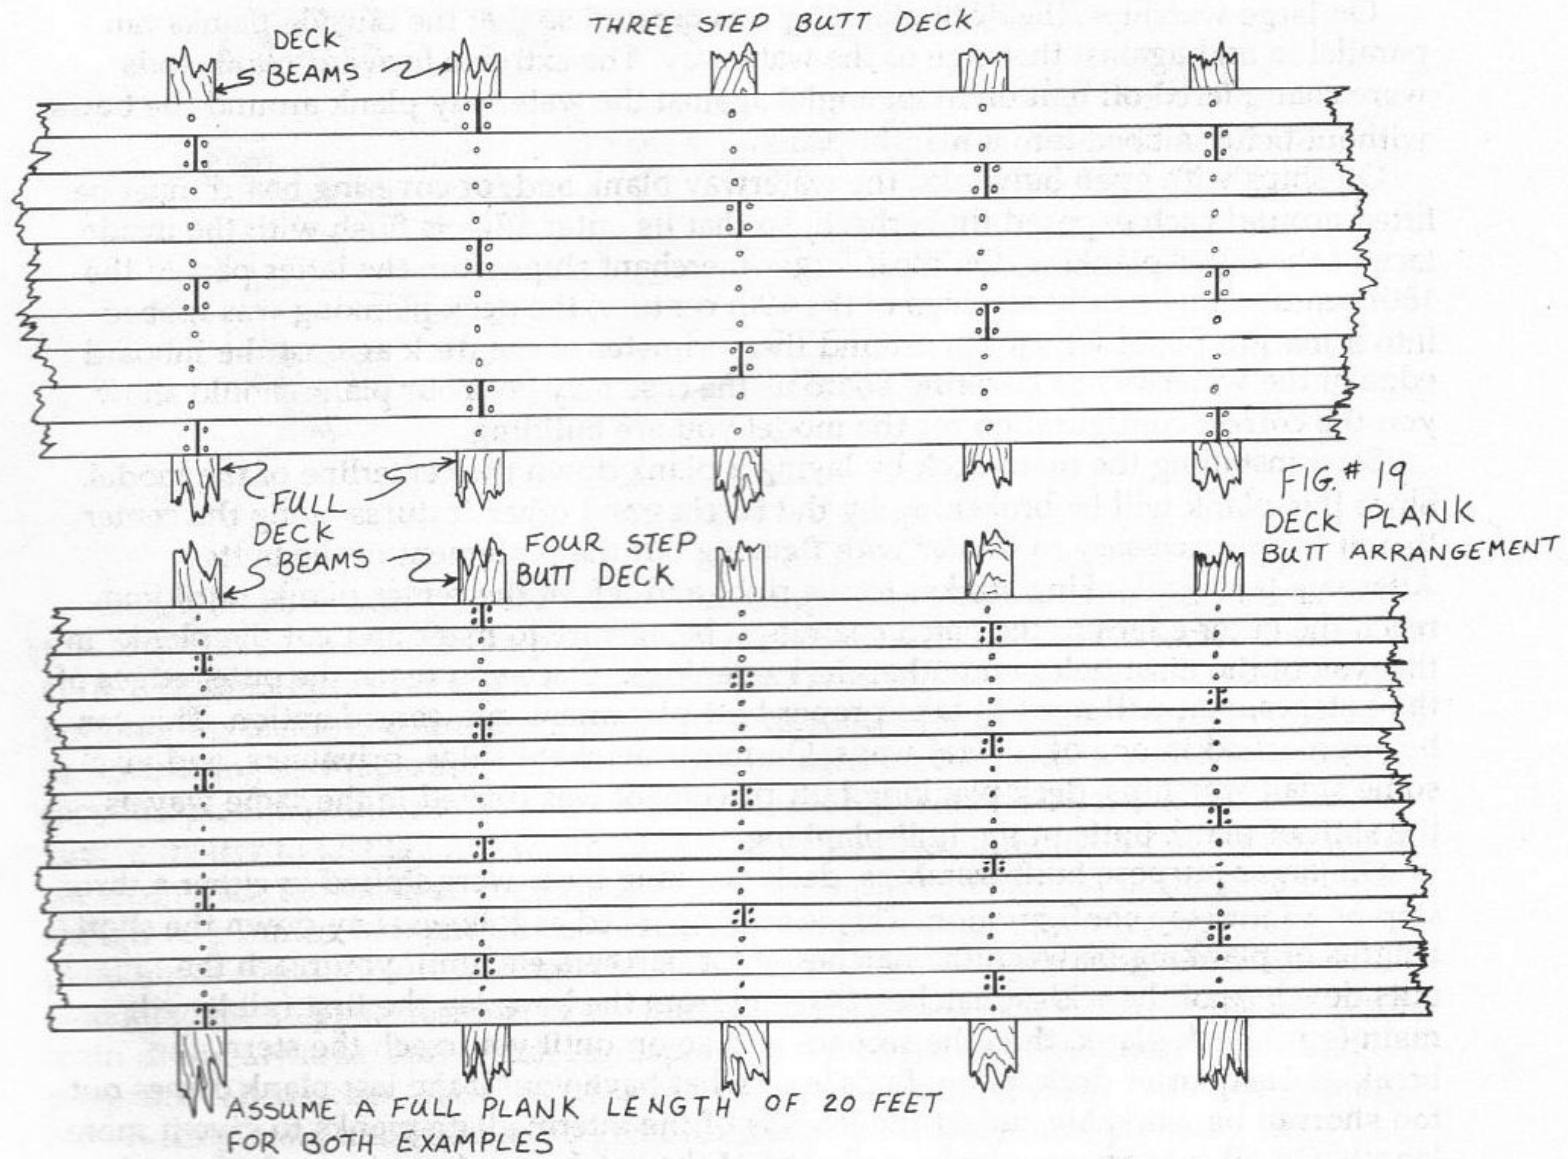 THREE STEP BUTT DECK
DECK
BEAMS
FULL
DECK
BEAMS
FIG. # 19
DECK PLANK
BUTT ARRANGEMENT
FOUR STEP
BUTT DECK
ASSUME A FULL PLANK LENGTH OF 20 FEET
FOR BOTH EXAMPLES